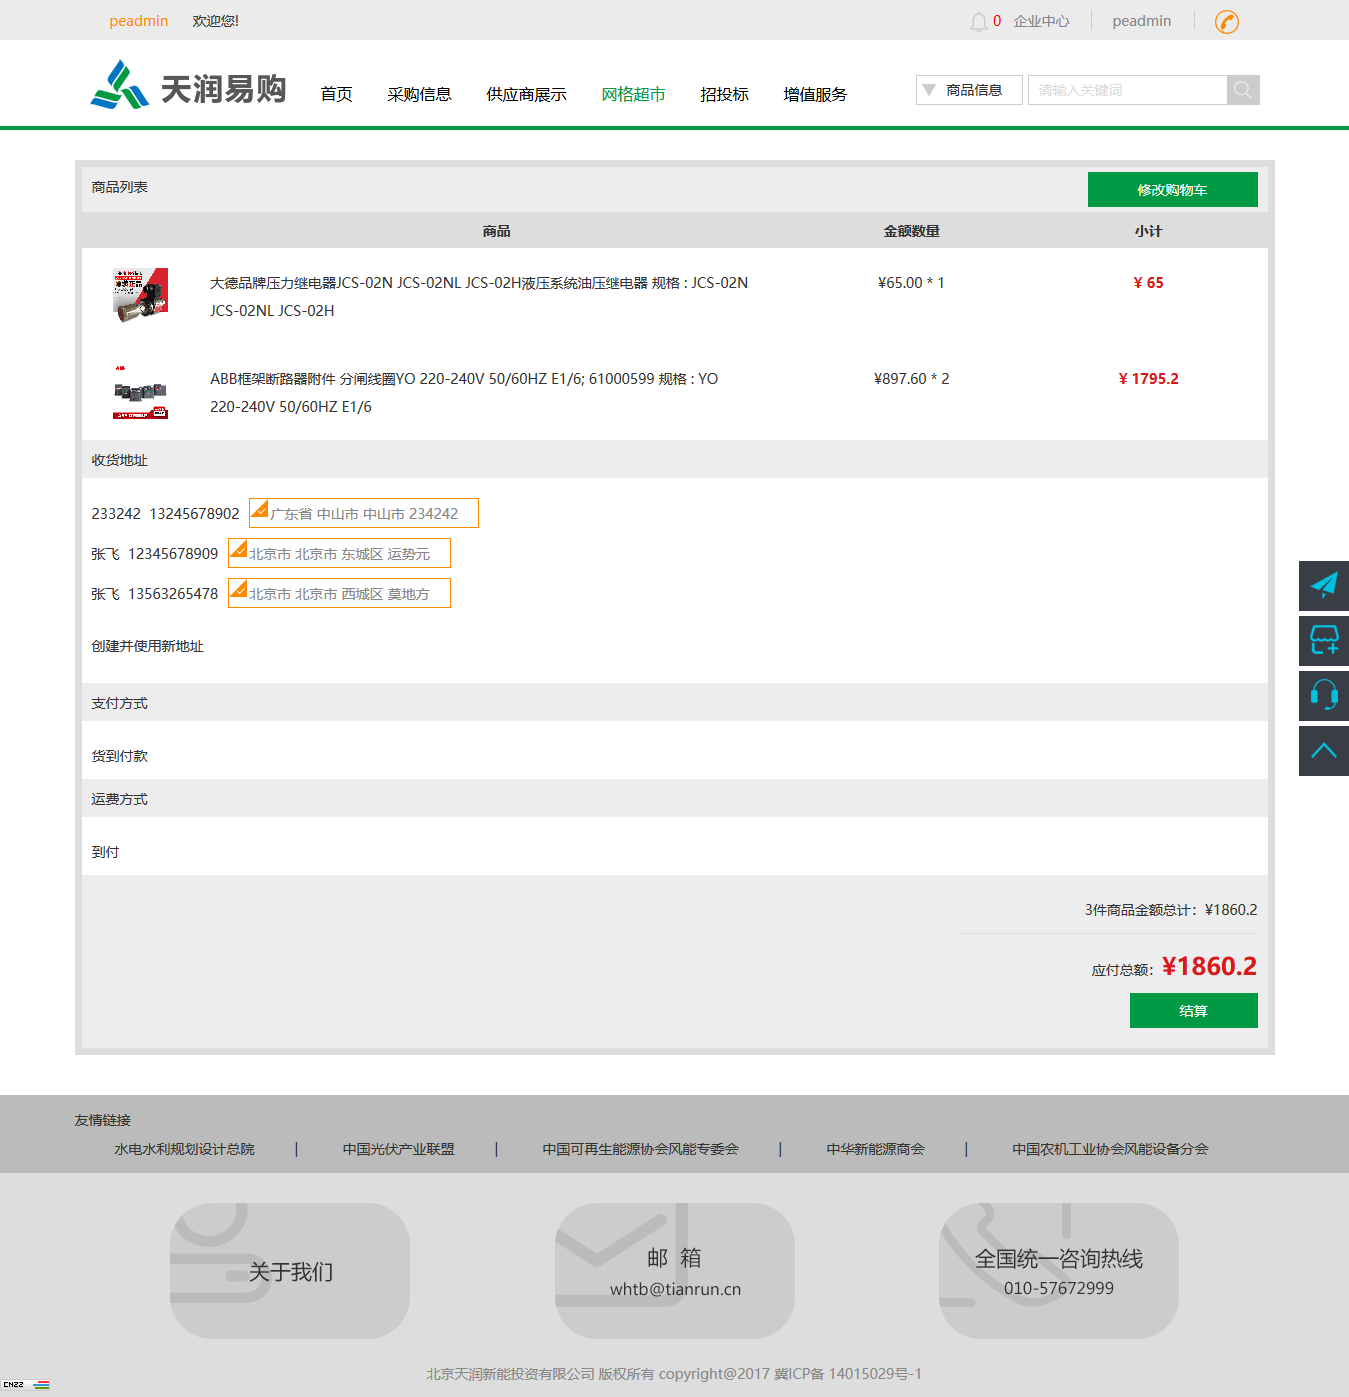 peadmin 欢迎您!
0 企业中心 peadmin
天润易购 首页 采购信息 供应商展示 网格超市 招投标 增值服务 商品信息 请输入关键词
商品列表 修改购物车
商品 金额数量 小计
大德品牌压力继电器JCS-02N JCS-02NL JCS-02H液压系统油压继电器 规格 : JCS-02N ¥65.00 * 1 ¥ 65
JCS-02NL JCS-02H
ABB框架断路器附件 分闸线圈YO 220-240V 50/60HZ E1/6; 61000599 规格 : YO ¥897.60 * 2 ¥ 1795.2
220-240V 50/60HZ E1/6
收货地址
233242 13245678902 广东省 中山市 中山市 234242
张飞 12345678909 北京市 北京市 东城区 运势元
张飞 13563265478 北京市 北京市 西城区 莫地方
创建并使用新地址
支付方式
货到付款
运费方式
到付
3件商品金额总计：¥1860.2
应付总额：¥1860.2
结算
友情链接
水电水利规划设计总院 | 中国光伏产业联盟 | 中国可再生能源协会风能专委会 | 中华新能源商会 | 中国农机工业协会风能设备分会
关于我们
邮 箱
whtb@tianrun.cn
全国统一咨询热线
010-57672999
北京天润新能投资有限公司 版权所有 copyright@2017 冀ICP备 14015029号-1
CNZZ